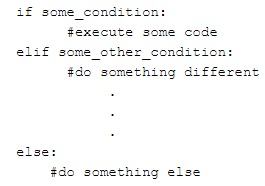 if some_condition:
#execute some code
elif some_other_condition:
#do something different
.
.
.
else:
#do something else